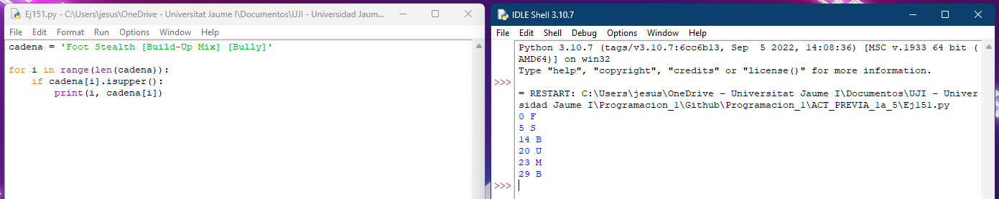 Ej151.py - C:\Users\jesus\OneDrive - Universitat Jaume I\Documentos\UJI - Universidad Jaum...
File Edit Format Run Options Window Help
cadena = 'Foot Stealth [Build-Up Mix] [Bully]'
for i in range(len(cadena)):
    if cadena[i].isupper():
        print(i, cadena[i])
IDLE Shell 3.10.7
File Edit Shell Debug Options Window Help
Python 3.10.7 (tags/v3.10.7:6cc6b13, Sep  5 2022, 14:08:36) [MSC v.1933 64 bit (
AMD64)] on win32
Type "help", "copyright", "credits" or "license()" for more information.
>>>
= RESTART: C:\Users\jesus\OneDrive - Universitat Jaume I\Documentos\UJI - Univer
sidad Jaume I\Programacion_1\Github\Programacion_1\ACT_PREVIA_1a_5\Ej151.py
0 F
5 S
14 B
20 U
23 M
29 B
>>>